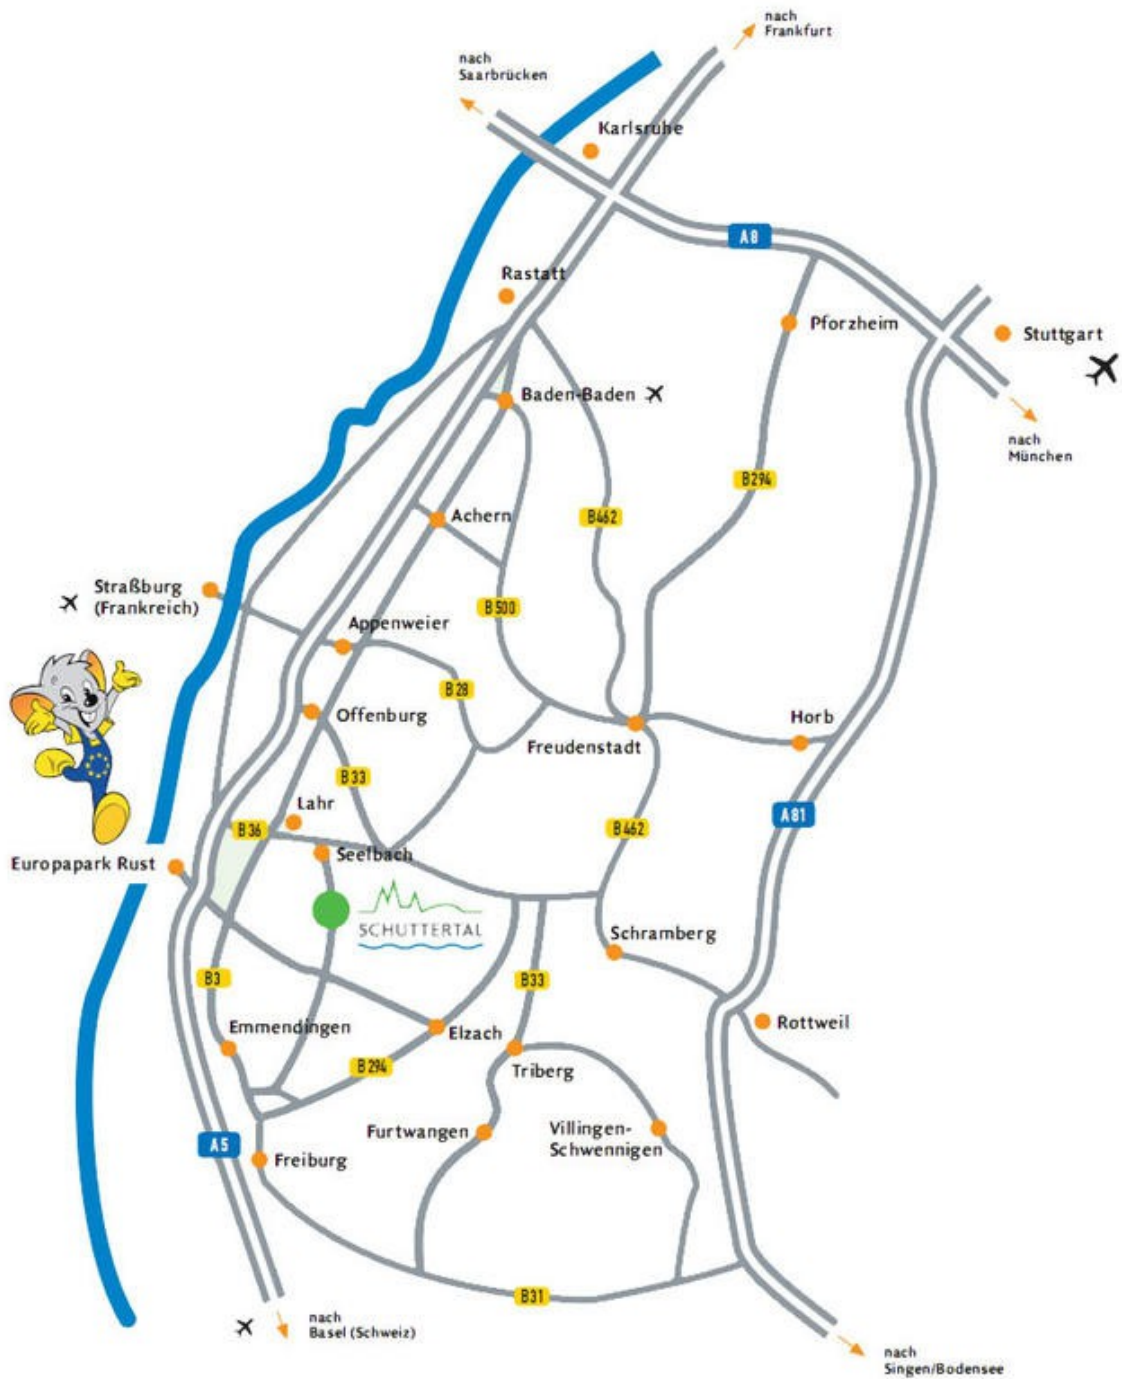 nach
Frankfurt
nach
Saarbrücken
Karlsruhe
A8
Rastatt
Pforzheim
Stuttgart
Baden-Baden
nach
München
B294
Achern
B462
Straßburg
(Frankreich)
B500
Appenweier
B28
Offenburg
Horb
Freudenstadt
B33
Lahr
A81
B36
B462
Seelbach
Europapark Rust
SCHUTTERTAL
Schramberg
B3
B33
Emmendingen
Elzach
Rottweil
B294
Triberg
Furtwangen
Villingen-
Schwennigen
A5
Freiburg
B31
nach
Basel (Schweiz)
nach
Singen/Bodensee